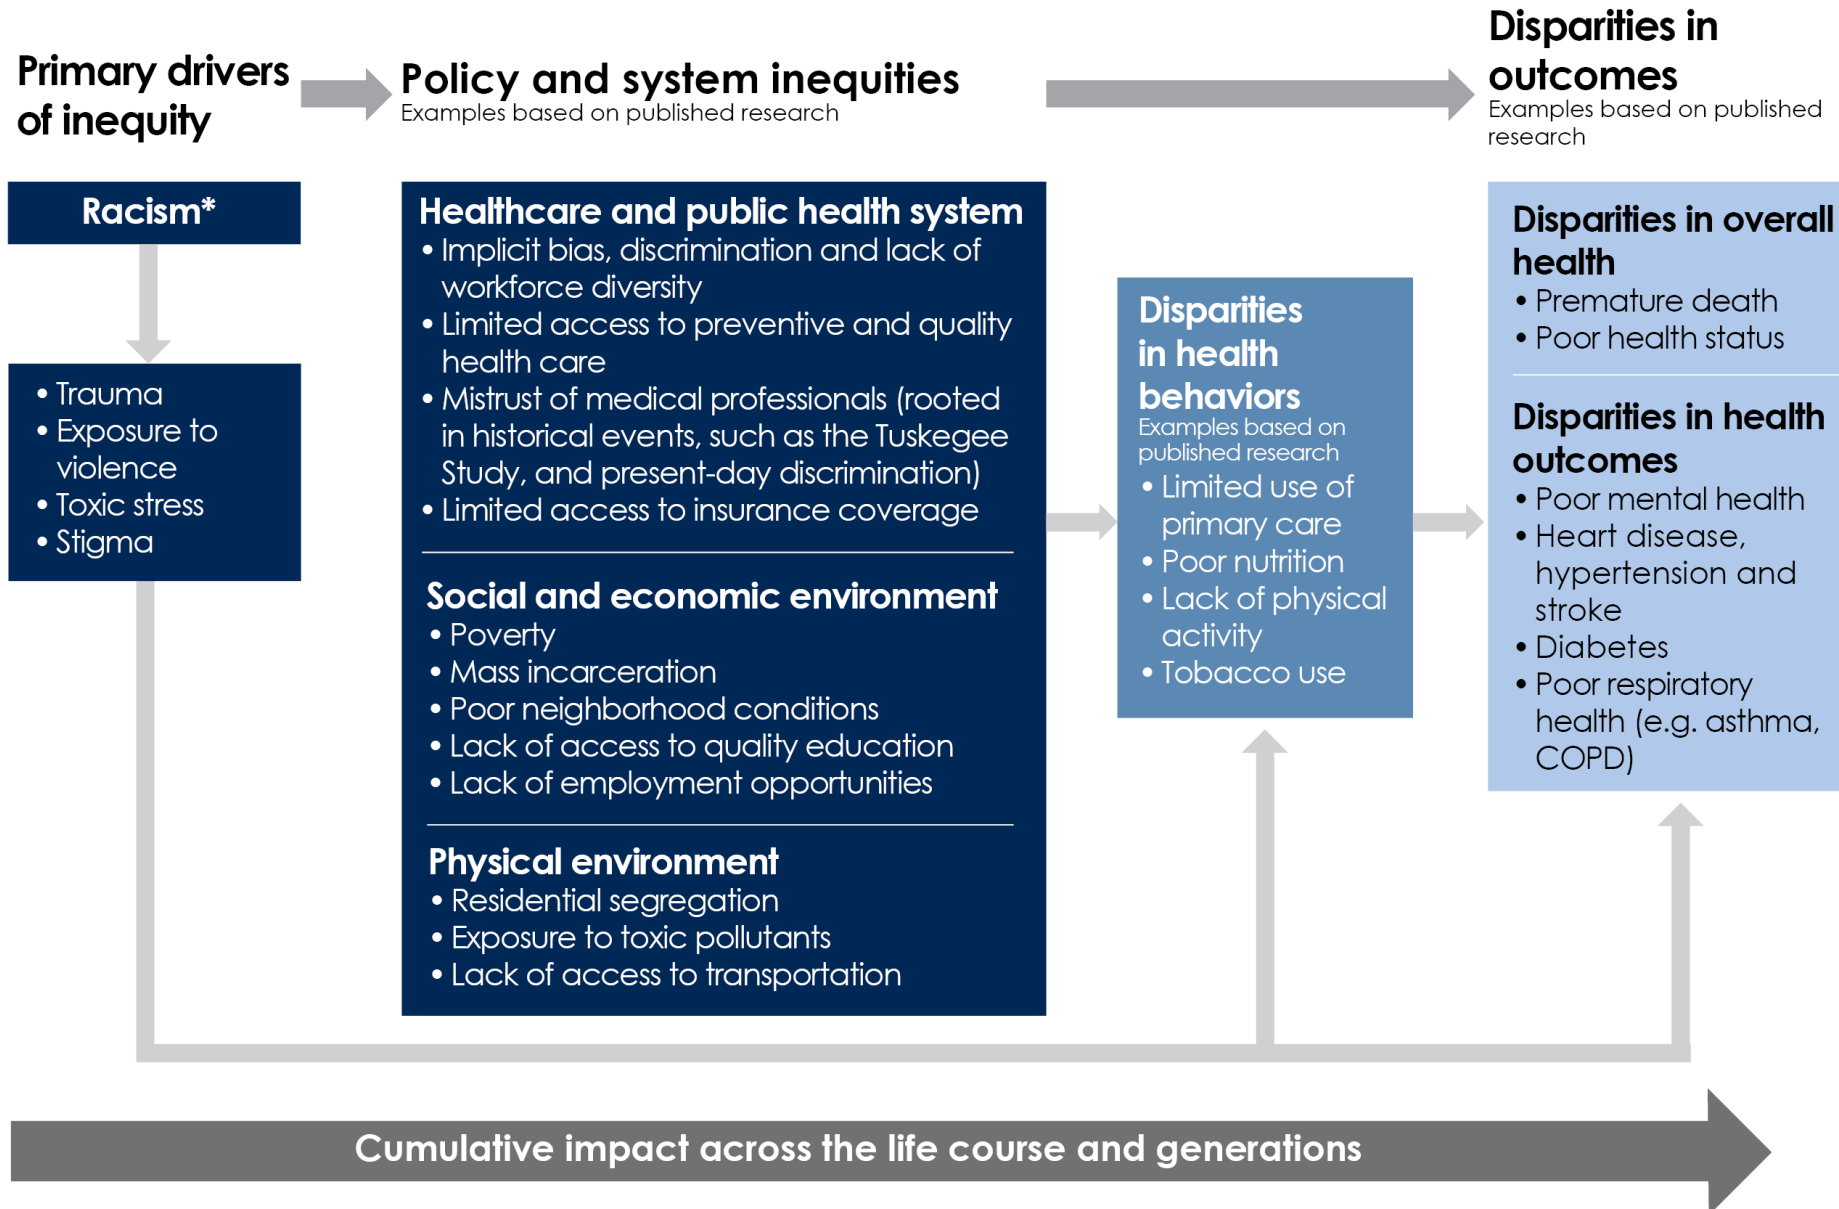 Primary drivers
of inequity
Policy and system inequities
Examples based on published research
Disparities in
outcomes
Examples based on published
research
Racism*
• Trauma
• Exposure to
violence
• Toxic stress
• Stigma
Healthcare and public health system
• Implicit bias, discrimination and lack of
workforce diversity
• Limited access to preventive and quality
health care
• Mistrust of medical professionals (rooted
in historical events, such as the Tuskegee
Study, and present-day discrimination)
• Limited access to insurance coverage
Social and economic environment
• Poverty
• Mass incarceration
• Poor neighborhood conditions
• Lack of access to quality education
• Lack of employment opportunities
Physical environment
• Residential segregation
• Exposure to toxic pollutants
• Lack of access to transportation
Disparities
in health
behaviors
Examples based on
published research
• Limited use of
primary care
• Poor nutrition
• Lack of physical
activity
• Tobacco use
Disparities in overall
health
• Premature death
• Poor health status
Disparities in health
outcomes
• Poor mental health
• Heart disease,
hypertension and
stroke
• Diabetes
• Poor respiratory
health (e.g. asthma,
COPD)
Cumulative impact across the life course and generations